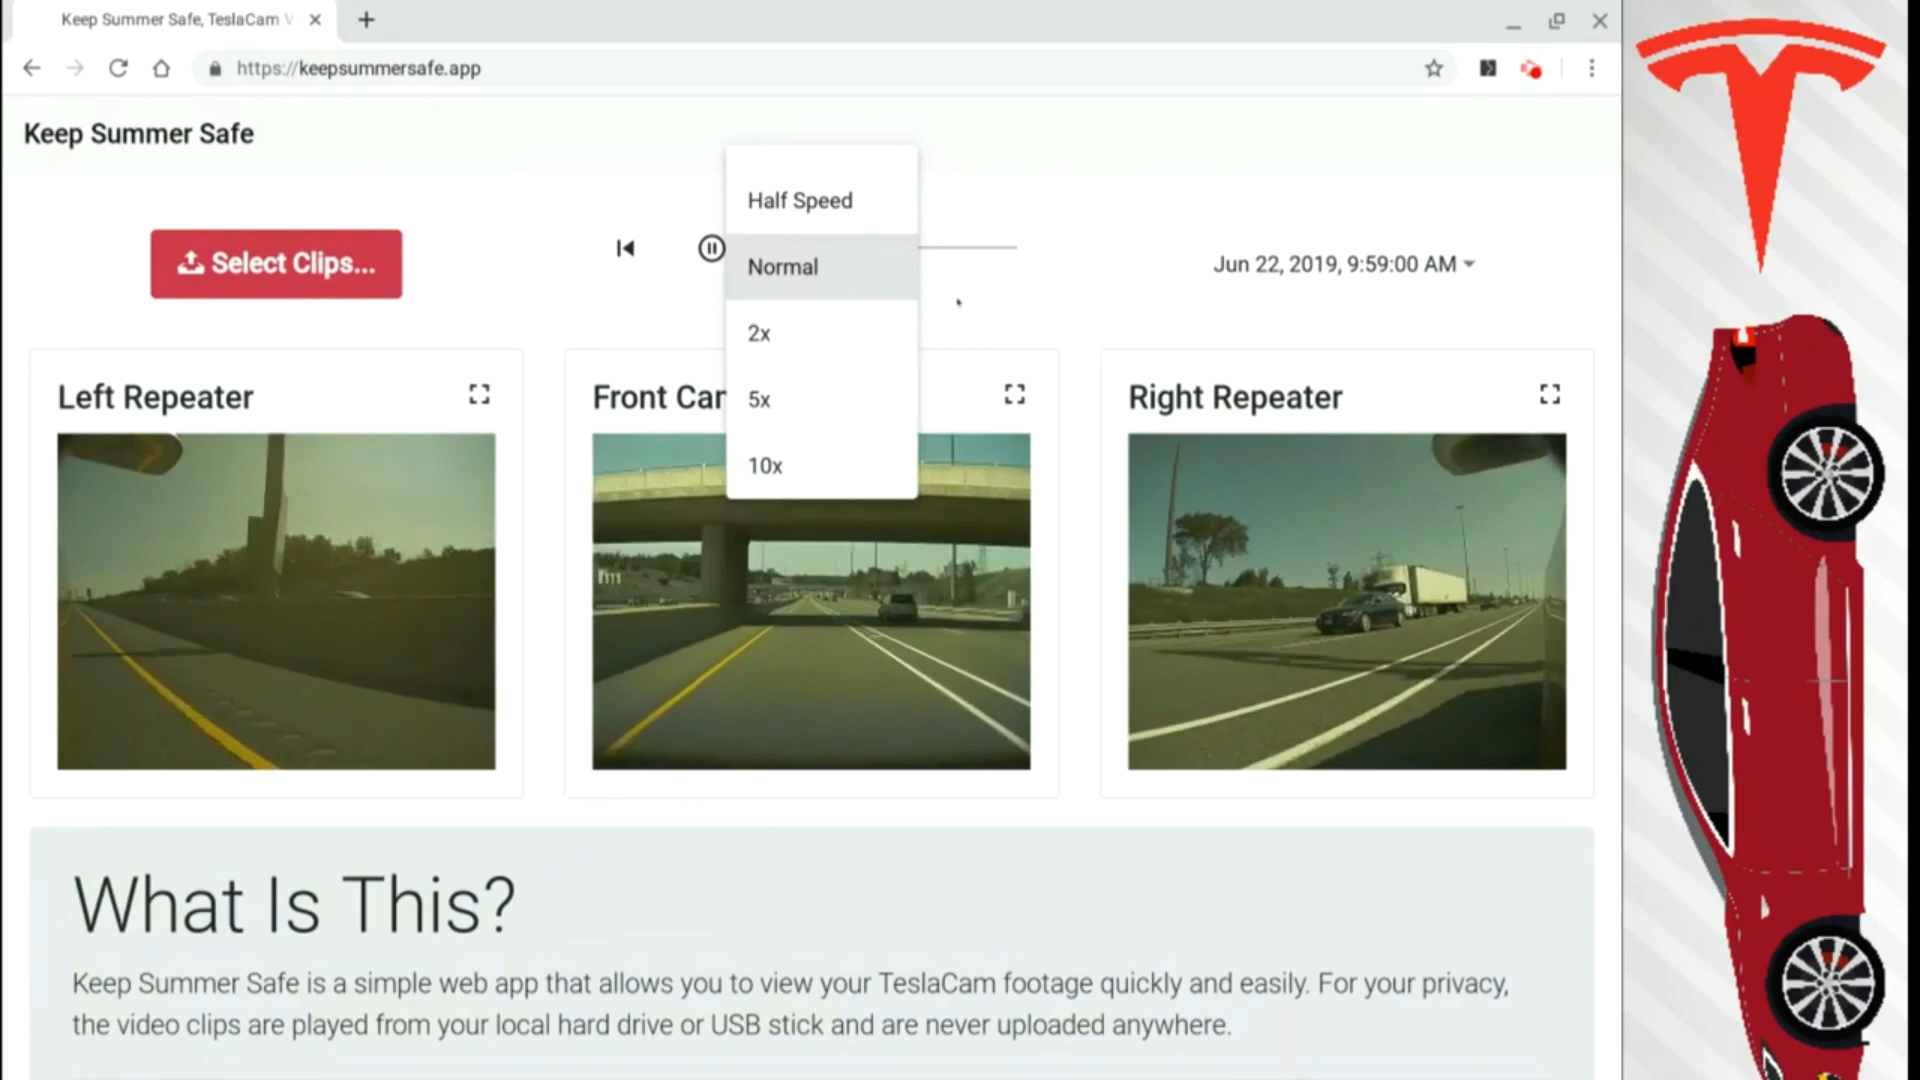 Keep Summer Safe, TeslaCam V
https://keepsummersafe.app
Keep Summer Safe
Half Speed
Normal
2x
5x
10x
Select Clips...
Jun 22, 2019, 9:59:00 AM
Left Repeater
Front Car
Right Repeater
What Is This?
Keep Summer Safe is a simple web app that allows you to view your TeslaCam footage quickly and easily. For your privacy,
the video clips are played from your local hard drive or USB stick and are never uploaded anywhere.